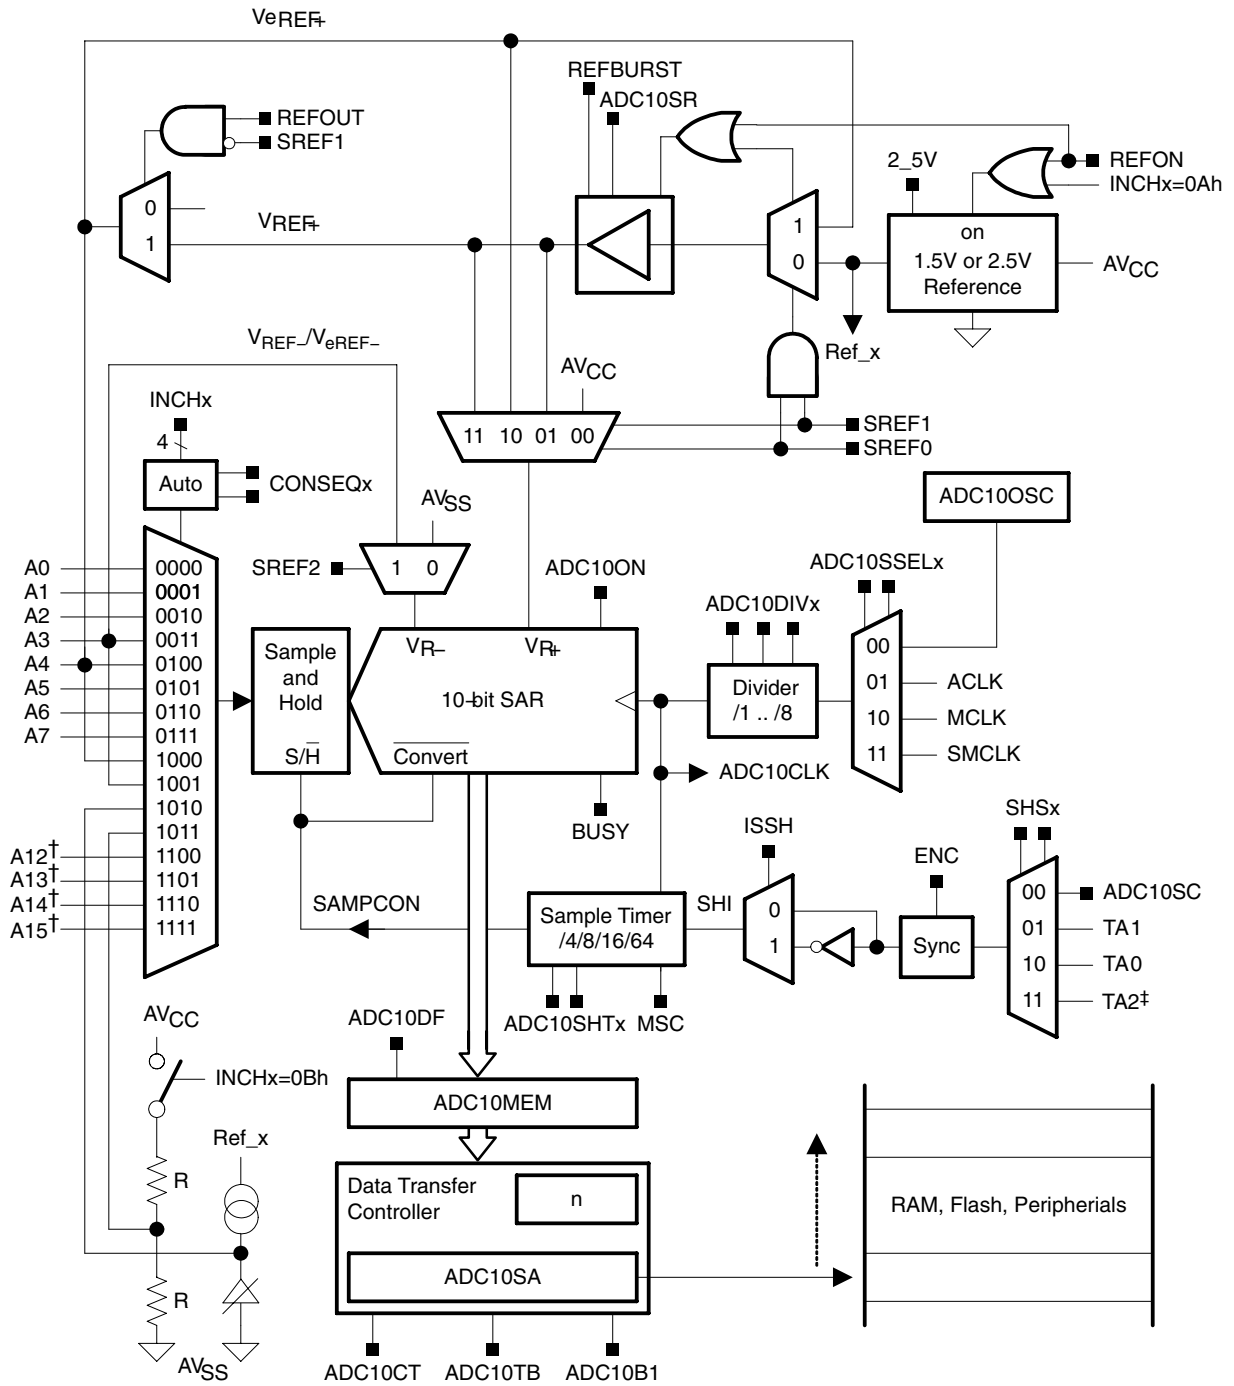 VeREF+
REFBURST
ADC10SR
REFOUT
SREF1
2_5V
REFON
INCHx=0Ah
0
1
VREF+
1
0
on
1.5V or 2.5V
Reference
AVCC
Ref_x
VREF−/VeREF−
AVCC
INCHx
4
11 10 01 00
SREF1
SREF0
Auto
CONSEQx
AVSS
ADC10OSC
SREF2
1 0
ADC10ON
ADC10SSELx
ADC10DIVx
A0
A1
A2
A3
A4
A5
A6
A7
A12†
A13†
A14†
A15†
0000
0001
0010
0011
0100
0101
0110
0111
1000
1001
1010
1011
1100
1101
1110
1111
Sample
and
Hold
S/H̅
VR−
VR+
10−bit SAR
Convert
Divider
/1 .. /8
00
01
10
11
ACLK
MCLK
SMCLK
ADC10CLK
BUSY
ISSH
SHSx
ENC
SAMPCON
Sample Timer
/4/8/16/64
SHI
0
1
Sync
00
01
10
11
ADC10SC
TA1
TA0
TA2‡
ADC10DF
ADC10SHTx
MSC
AVCC
INCHx=0Bh
ADC10MEM
Ref_x
R
R
AVSS
Data Transfer
Controller
n
ADC10SA
RAM, Flash, Peripherials
ADC10CT
ADC10TB
ADC10B1